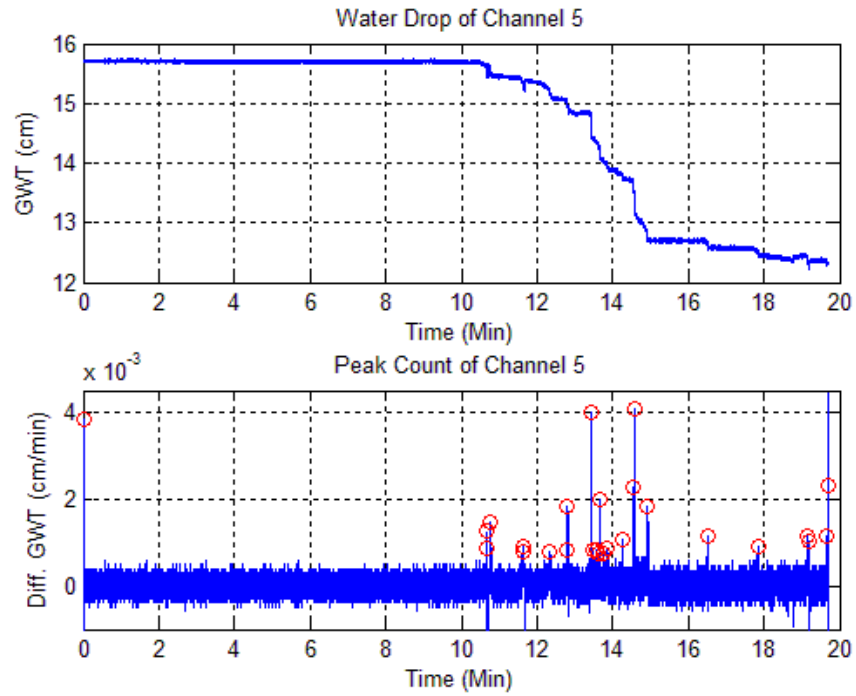 Water Drop of Channel 5
16
15
14
13
12
GWT (cm)
0 2 4 6 8 10 12 14 16 18 20
Time (Min)
x 10-3
Peak Count of Channel 5
4
2
0
Diff. GWT (cm/min)
0 2 4 6 8 10 12 14 16 18 20
Time (Min)